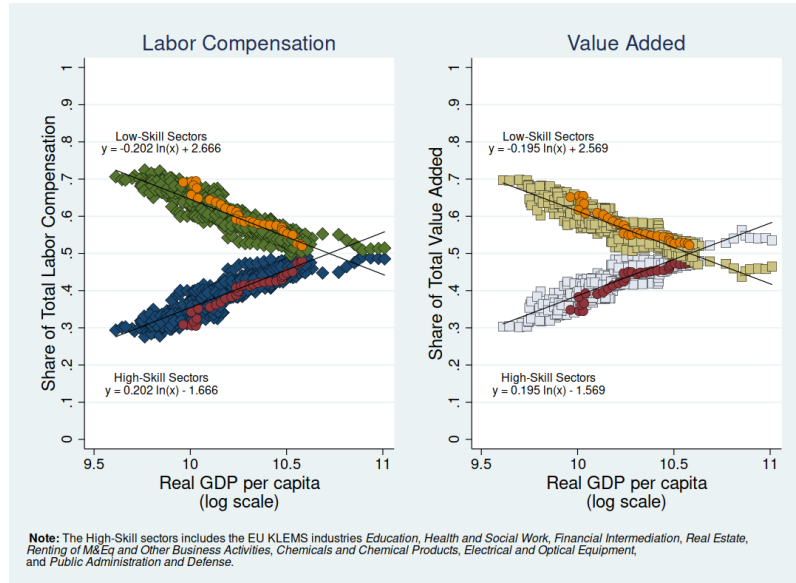 Labor Compensation
Share of Total Labor Compensation
1
.9
.8
.7
.6
.5
.4
.3
.2
.1
0
Low-Skill Sectors
y = -0.202 ln(x) + 2.666
High-Skill Sectors
y = 0.202 ln(x) - 1.666
9.5 10 10.5 11
Real GDP per capita
(log scale)
Value Added
Share of Total Value Added
1
.9
.8
.7
.6
.5
.4
.3
.2
.1
0
Low-Skill Sectors
y = -0.195 ln(x) + 2.569
High-Skill Sectors
y = 0.195 ln(x) - 1.569
9.5 10 10.5 11
Real GDP per capita
(log scale)
Note: The High-Skill sectors includes the EU KLEMS industries Education, Health and Social Work, Financial Intermediation, Real Estate,
Renting of M&Eq and Other Business Activities, Chemicals and Chemical Products, Electrical and Optical Equipment,
and Public Administration and Defense.